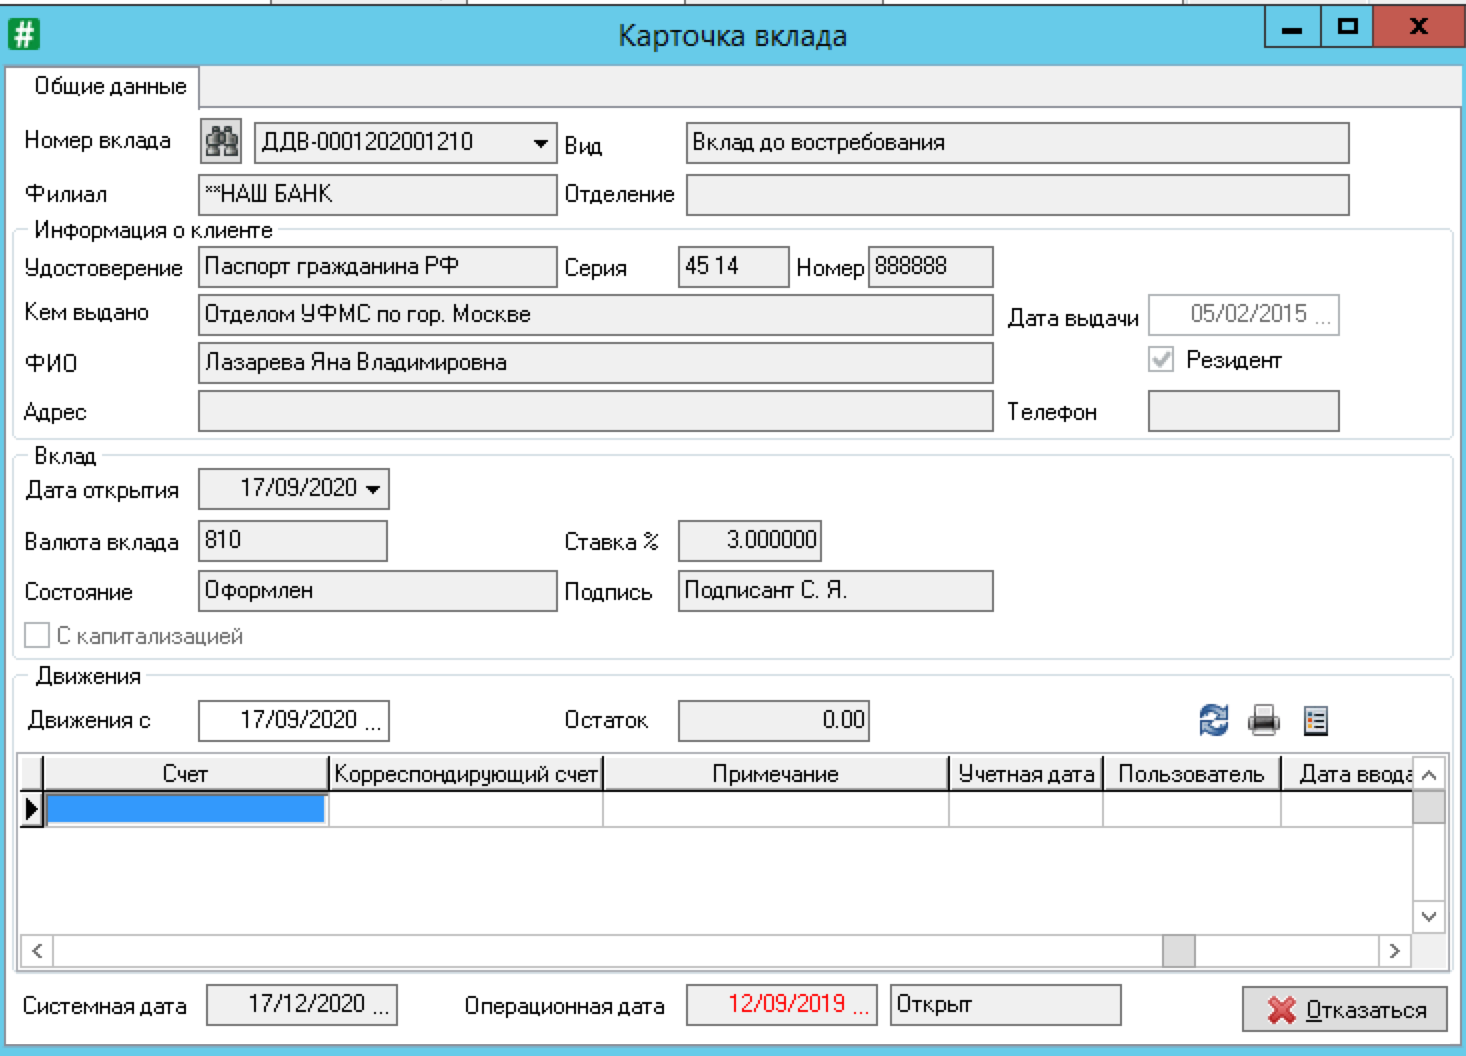 Карточка вклада
Общие данные
Номер вклада ДДВ-0001202001210 Вид Вклад до востребования
Филиал **НАШ БАНК Отделение
Информация о клиенте
Удостоверение Паспорт гражданина РФ Серия 45 14 Номер 888888
Кем выдано Отделом УФМС по гор. Москве Дата выдачи 05/02/2015 ...
ФИО Лазарева Яна Владимировна Резидент
Адрес Телефон
Вклад
Дата открытия 17/09/2020
Валюта вклада 810 Ставка % 3.000000
Состояние Оформлен Подпись Подписант С. Я.
С капитализацией
Движения
Движения с 17/09/2020 ... Остаток 0.00
Счет Корреспондирующий счет Примечание Учетная дата Пользователь Дата ввода
Системная дата 17/12/2020 ... Операционная дата 12/09/2019 ... Открыт Отказаться